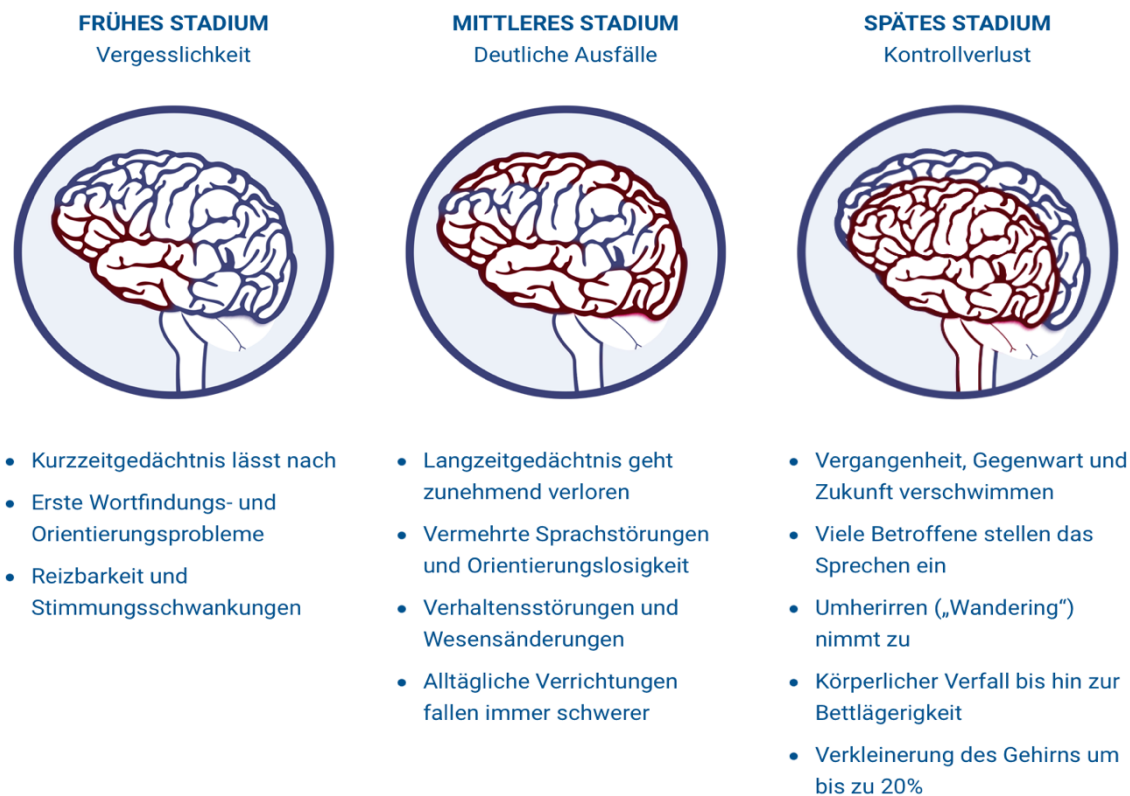 FRÜHES STADIUM
Vergesslichkeit
• Kurzzeitgedächtnis lässt nach
• Erste Wortfindungs- und
Orientierungsprobleme
• Reizbarkeit und
Stimmungsschwankungen
MITTLERES STADIUM
Deutliche Ausfälle
• Langzeitgedächtnis geht
zunehmend verloren
• Vermehrte Sprachstörungen
und Orientierungslosigkeit
• Verhaltensstörungen und
Wesensänderungen
• Alltägliche Verrichtungen
fallen immer schwerer
SPÄTES STADIUM
Kontrollverlust
• Vergangenheit, Gegenwart und
Zukunft verschwimmen
• Viele Betroffene stellen das
Sprechen ein
• Umherirren („Wandering“)
nimmt zu
• Körperlicher Verfall bis hin zur
Bettlägerigkeit
• Verkleinerung des Gehirns um
bis zu 20%